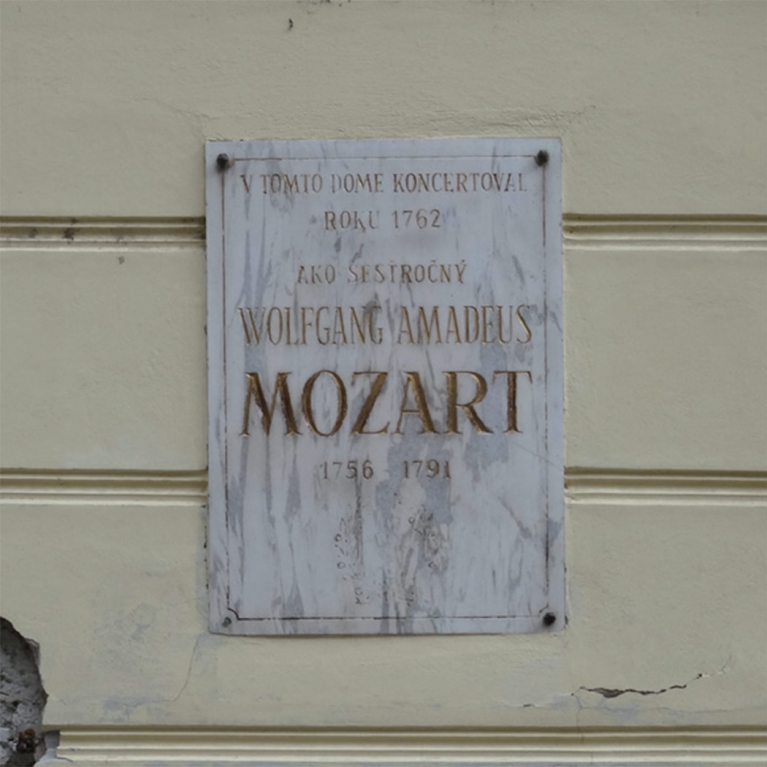 V TOMTO DOME KONCERTOVAL
ROKU 1762
AKO ŠESŤROČNÝ
WOLFGANG AMADEUS
MOZART
1756 - 1791